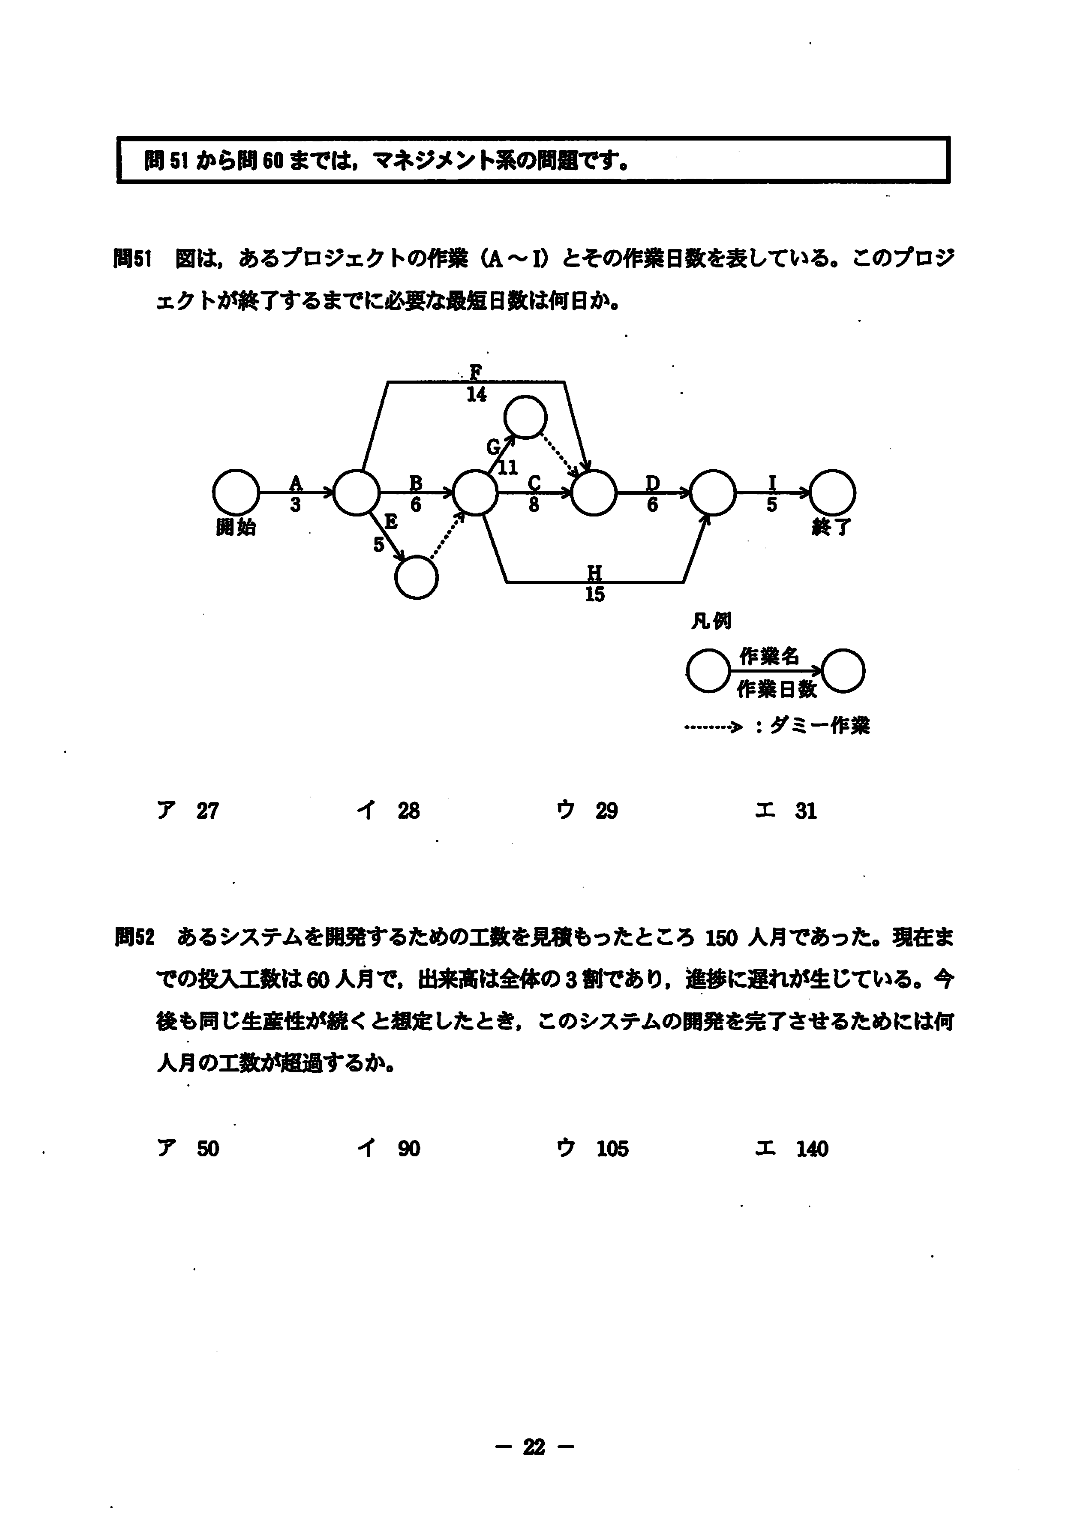 問51 から問60 までは，マネジメント系の問題です。
問51 図は，あるプロジェクトの作業（A～I）とその作業日数を表している。このプロジ
ェクトが終了するまでに必要な最短日数は何日か。
F
14
G
11
A
3
B
6
C
8
D
6
I
5
開始
終了
E
5
H
15
凡例
作業名
作業日数
：ダミー作業
ア 27 イ 28 ウ 29 エ 31
問52 あるシステムを開発するための工数を見積もったところ 150 人月であった。現在ま
での投入工数は 60 人月で，出来高は全体の 3 割であり，進捗に遅れが生じている。今
後も同じ生産性が続くと想定したとき，このシステムの開発を完了させるためには何
人月の工数が超過するか。
ア 50 イ 90 ウ 105 エ 140
－ 22 －